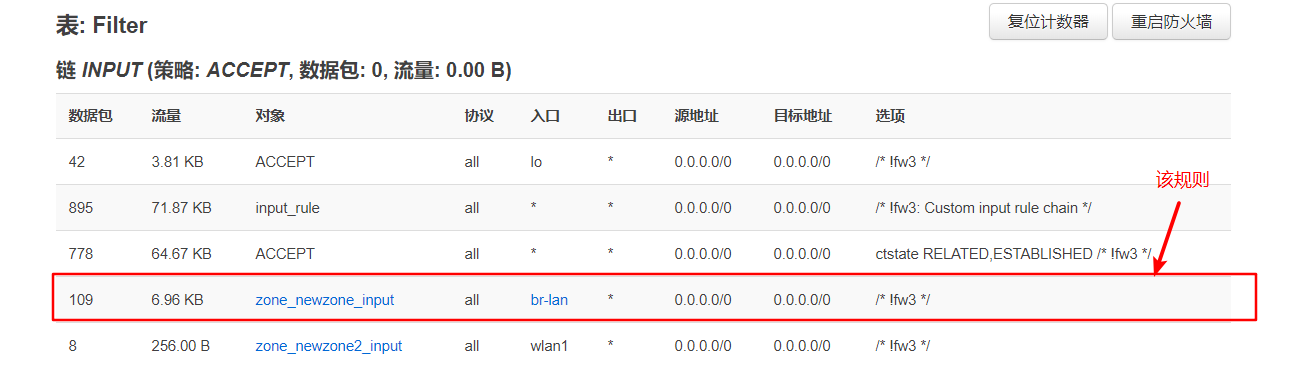 表: Filter
复位计数器 重启防火墙
链 INPUT (策略: ACCEPT, 数据包: 0, 流量: 0.00 B)
数据包 流量 对象 协议 入口 出口 源地址 目标地址 选项
42 3.81 KB ACCEPT all lo * 0.0.0.0/0 0.0.0.0/0 /* !fw3 */
该规则
895 71.87 KB input_rule all * * 0.0.0.0/0 0.0.0.0/0 /* !fw3: Custom input rule chain */
778 64.67 KB ACCEPT all * * 0.0.0.0/0 0.0.0.0/0 ctstate RELATED,ESTABLISHED /* !fw3 */
109 6.96 KB zone_newzone_input all br-lan * 0.0.0.0/0 0.0.0.0/0 /* !fw3 */
8 256.00 B zone_newzone2_input all wlan1 * 0.0.0.0/0 0.0.0.0/0 /* !fw3 */